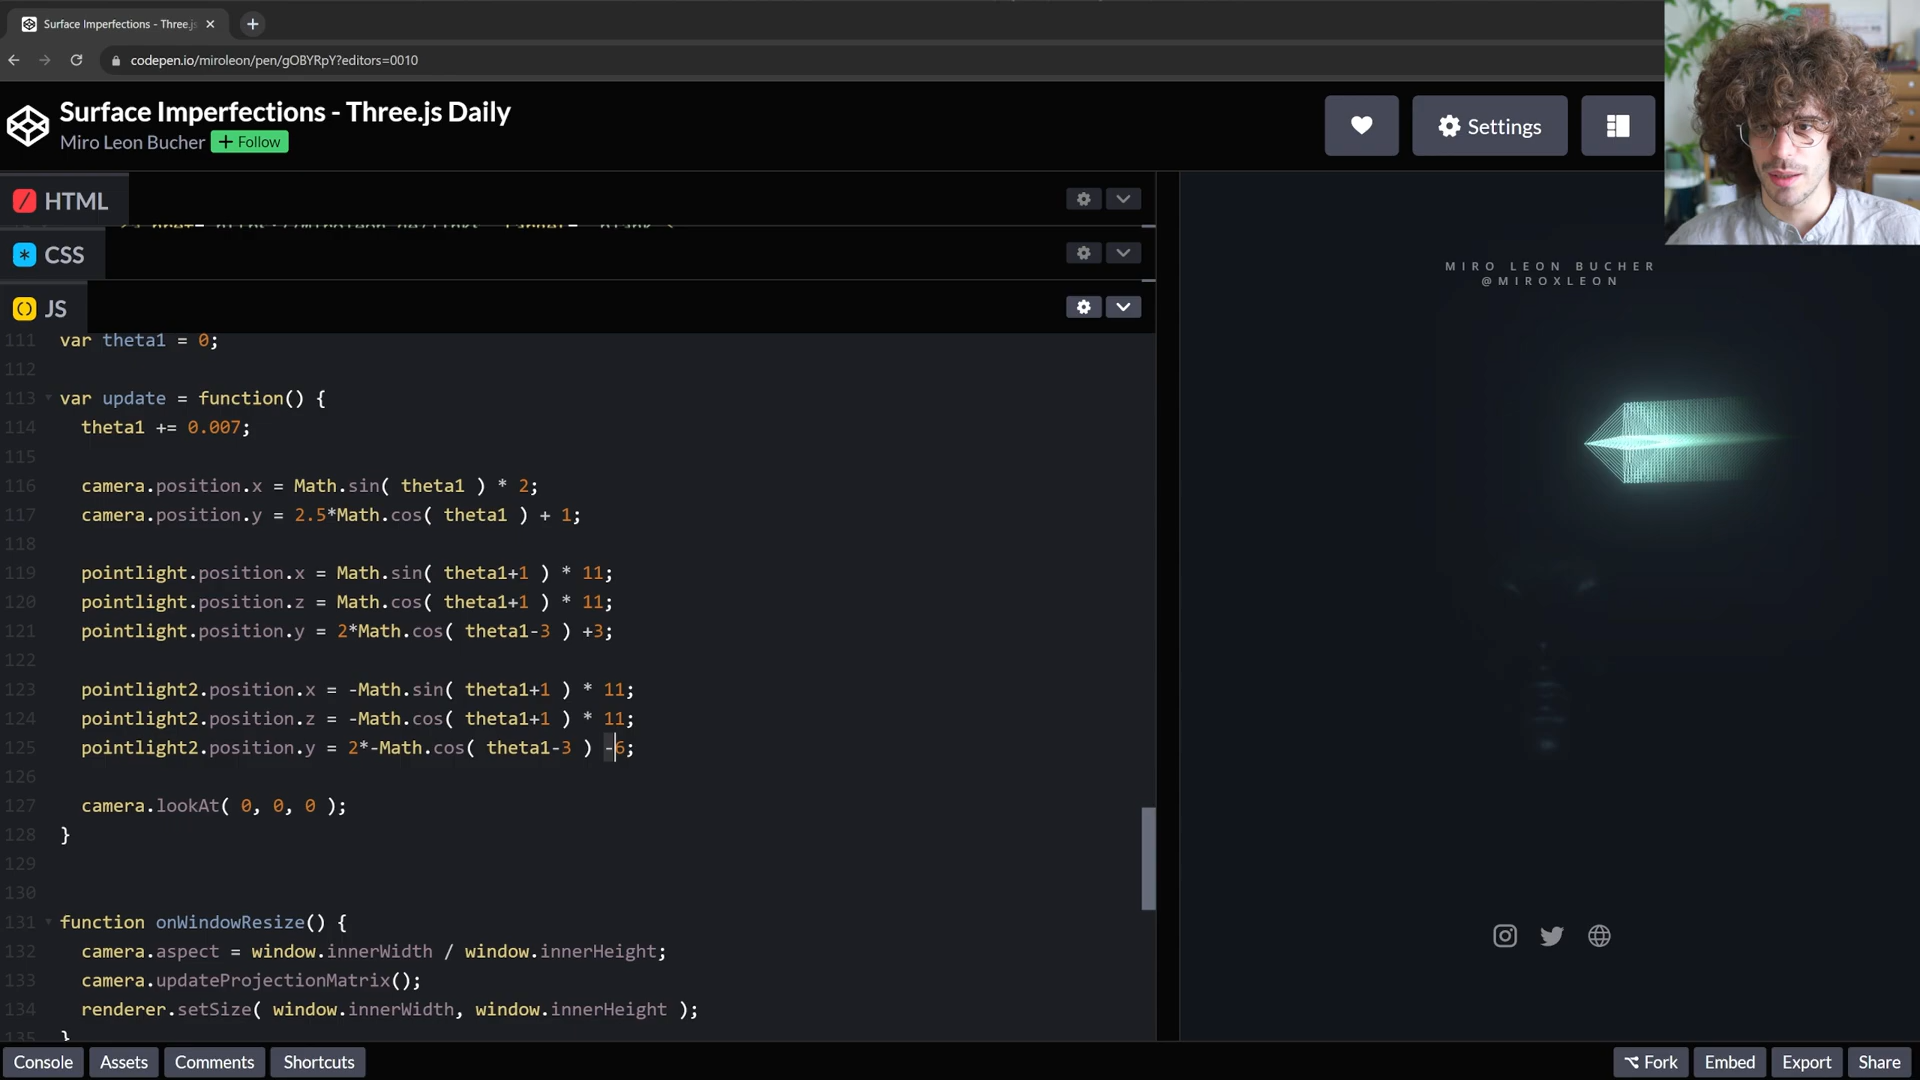 Surface Imperfections - Three.js
codepen.io/miroleon/pen/gOBYRpY?editors=0010
Surface Imperfections - Three.js Daily
Miro Leon Bucher + Follow
Settings
HTML
CSS
JS
111 var theta1 = 0;
112
113 var update = function() {
114 theta1 += 0.007;
115
116 camera.position.x = Math.sin( theta1 ) * 2;
117 camera.position.y = 2.5*Math.cos( theta1 ) + 1;
118
119 pointlight.position.x = Math.sin( theta1+1 ) * 11;
120 pointlight.position.z = Math.cos( theta1+1 ) * 11;
121 pointlight.position.y = 2*Math.cos( theta1-3 ) +3;
122
123 pointlight2.position.x = -Math.sin( theta1+1 ) * 11;
124 pointlight2.position.z = -Math.cos( theta1+1 ) * 11;
125 pointlight2.position.y = 2*-Math.cos( theta1-3 ) -6;
126
127 camera.lookAt( 0, 0, 0 );
128 }
129
130
131 function onWindowResize() {
132 camera.aspect = window.innerWidth / window.innerHeight;
133 camera.updateProjectionMatrix();
134 renderer.setSize( window.innerWidth, window.innerHeight );
135 }
MIRO LEON BUCHER
@MIROXLEON
Console Assets Comments Shortcuts
Fork Embed Export Share